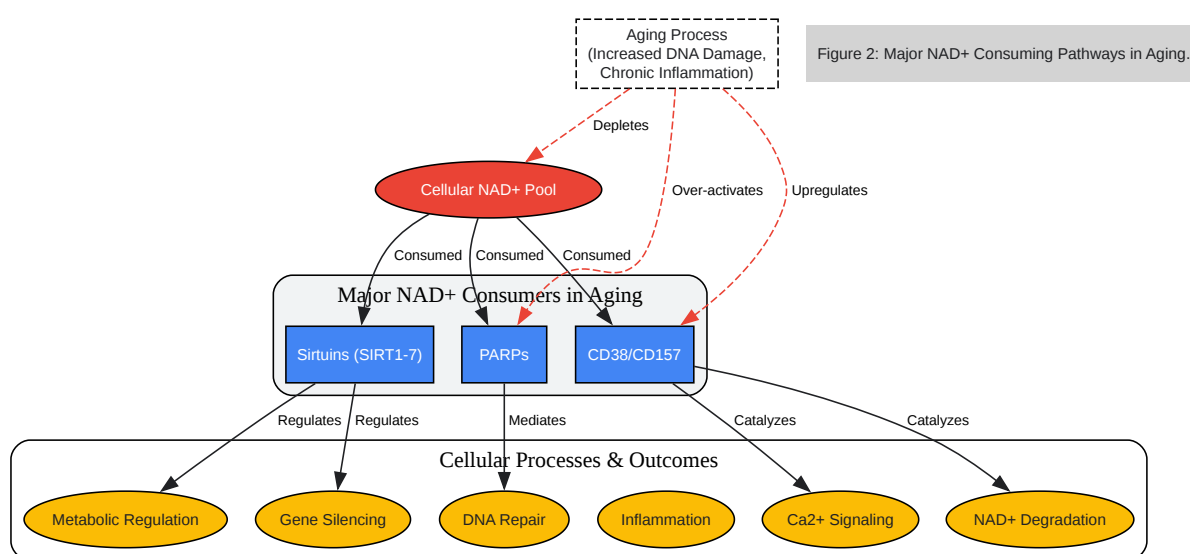 Aging Process
(Increased DNA Damage,
Chronic Inflammation)
Figure 2: Major NAD+ Consuming Pathways in Aging.
Depletes
Cellular NAD+ Pool
Over-activates
Upregulates
Consumed
Consumed
Consumed
Major NAD+ Consumers in Aging
Sirtuins (SIRT1-7)
PARPs
CD38/CD157
Regulates
Regulates
Mediates
Catalyzes
Catalyzes
Cellular Processes & Outcomes
Metabolic Regulation
Gene Silencing
DNA Repair
Inflammation
Ca2+ Signaling
NAD+ Degradation